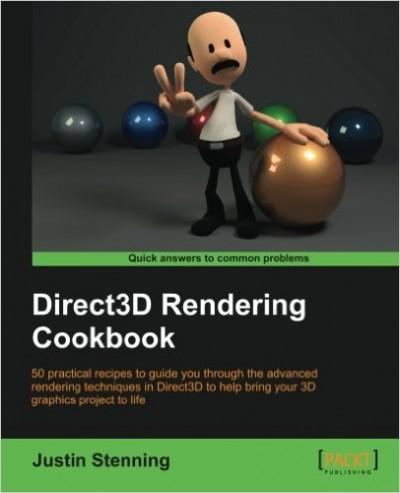 Quick answers to common problems
Direct3D Rendering
Cookbook
50 practical recipes to guide you through the advanced
rendering techniques in Direct3D to help bring your 3D
graphics project to life
Justin Stenning
[PACKT]
PUBLISHING